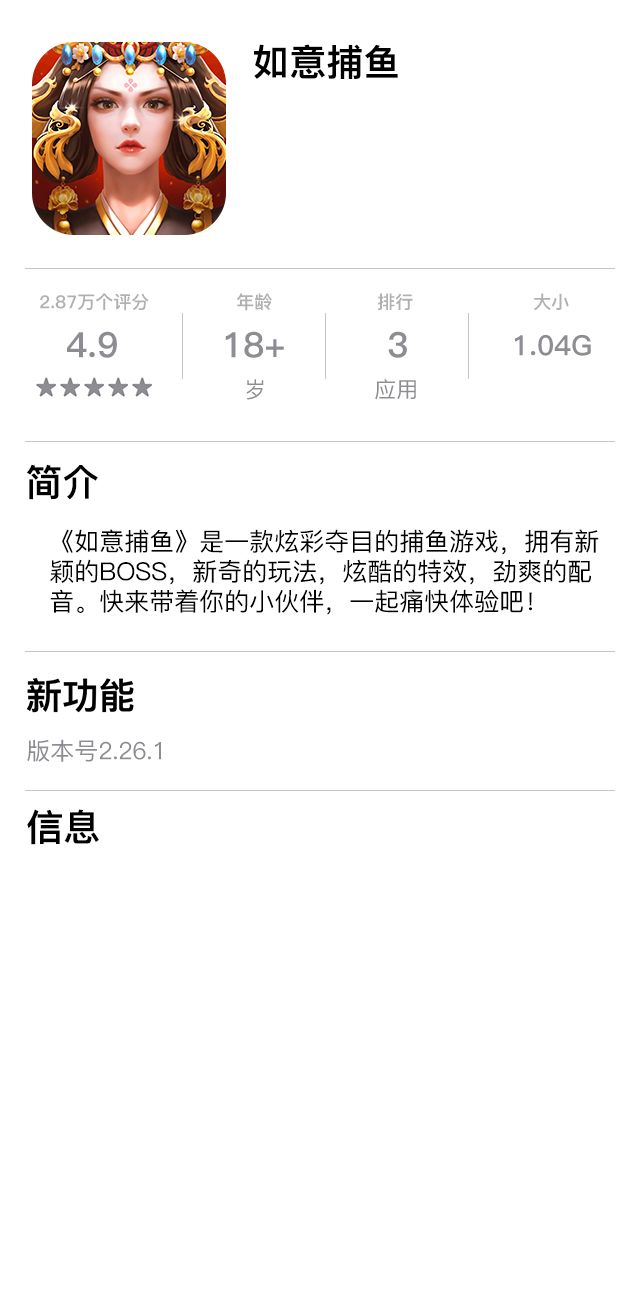 如意捕鱼
2.87万个评分
年龄
排行
大小
4.9
18+
3
1.04G
★★★★★
岁
应用
简介
《如意捕鱼》是一款炫彩夺目的捕鱼游戏，拥有新
颖的BOSS，新奇的玩法，炫酷的特效，劲爽的配
音。快来带着你的小伙伴，一起痛快体验吧！
新功能
版本号2.26.1
信息